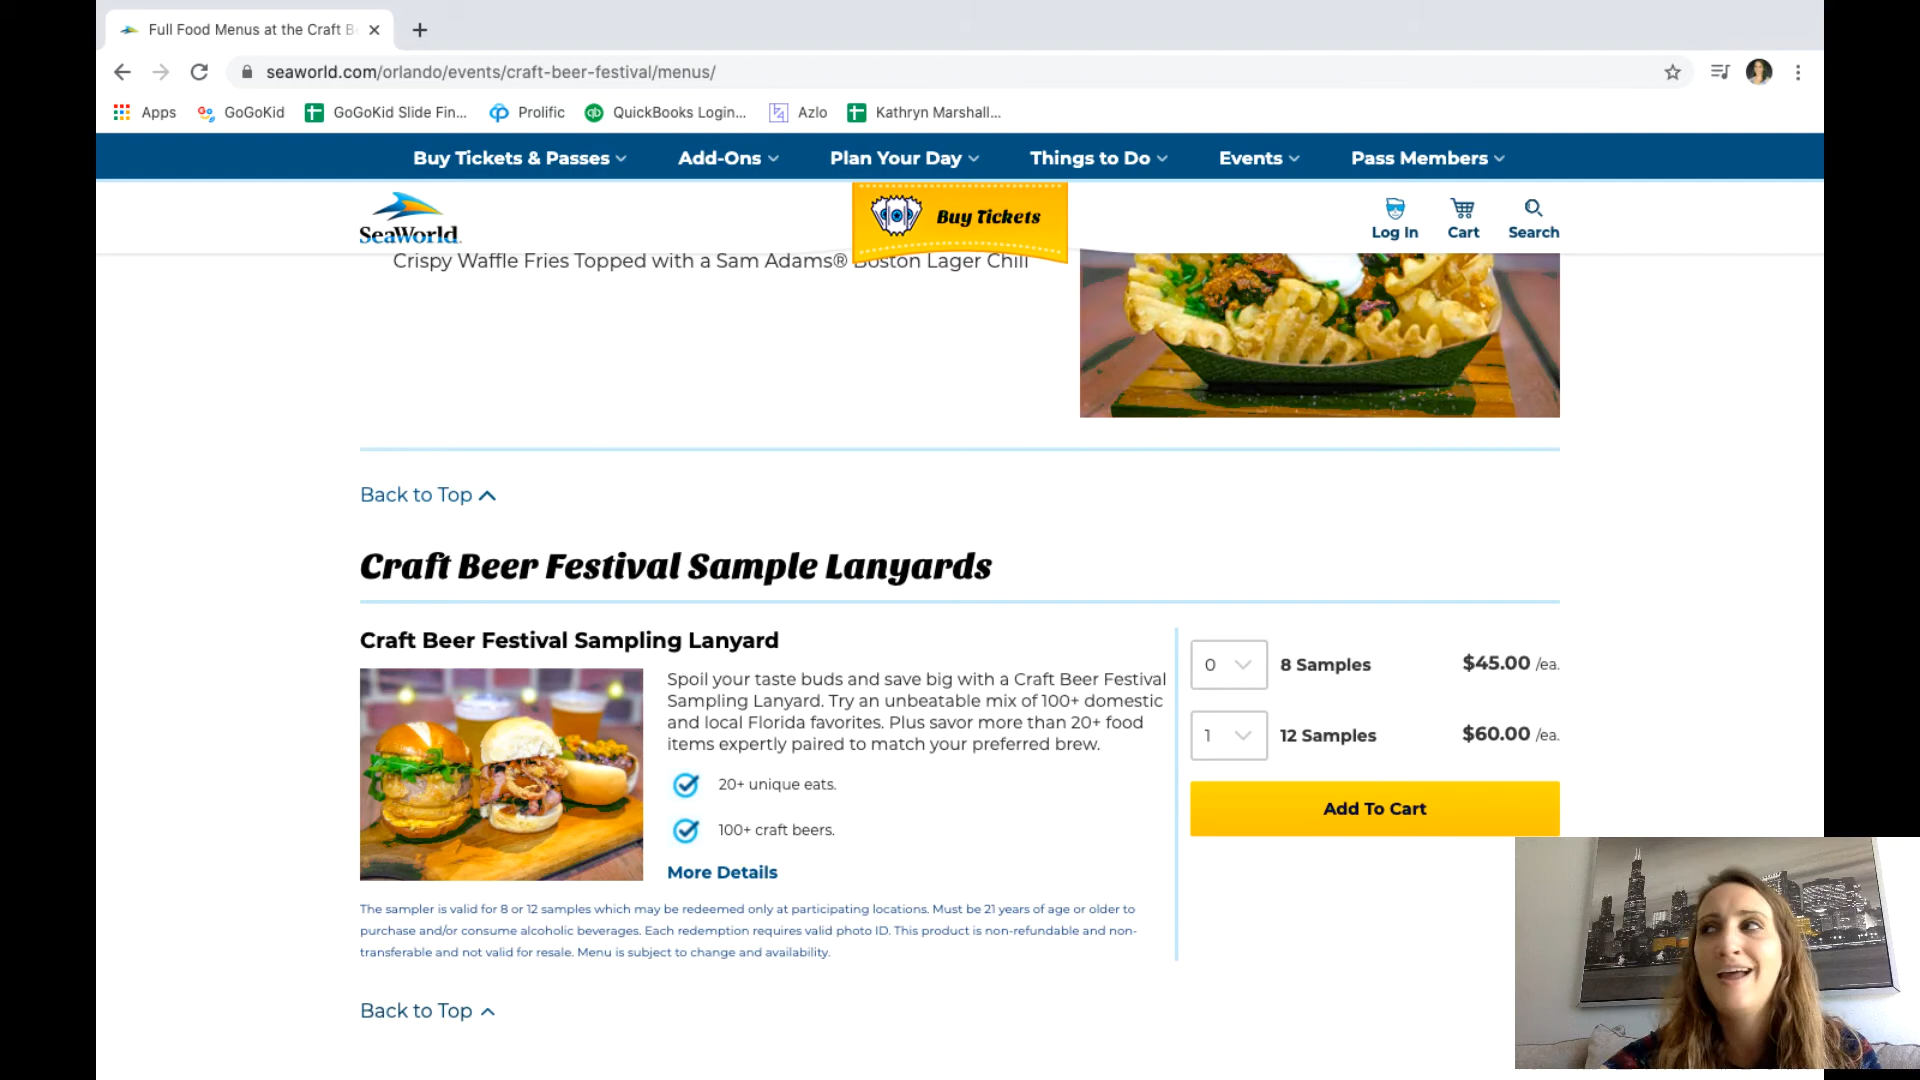 Full Food Menus at the Craft Be
seaworld.com/orlando/events/craft-beer-festival/menus/
Apps GoGoKid GoGoKid Slide Fin... Prolific QuickBooks Login... Azlo Kathryn Marshall...
Buy Tickets & Passes Add-Ons Plan Your Day Things to Do Events Pass Members
SeaWorld
Buy Tickets
Log In Cart Search
Crispy Waffle Fries Topped with a Sam Adams® Boston Lager Chili
Back to Top
Craft Beer Festival Sample Lanyards
Craft Beer Festival Sampling Lanyard
Spoil your taste buds and save big with a Craft Beer Festival
Sampling Lanyard. Try an unbeatable mix of 100+ domestic
and local Florida favorites. Plus savor more than 20+ food
items expertly paired to match your preferred brew.
20+ unique eats.
100+ craft beers.
More Details
0 8 Samples $45.00 /ea.
1 12 Samples $60.00 /ea.
Add To Cart
The sampler is valid for 8 or 12 samples which may be redeemed only at participating locations. Must be 21 years of age or older to
purchase and/or consume alcoholic beverages. Each redemption requires valid photo ID. This product is non-refundable and non-
transferable and not valid for resale. Menu is subject to change and availability.
Back to Top